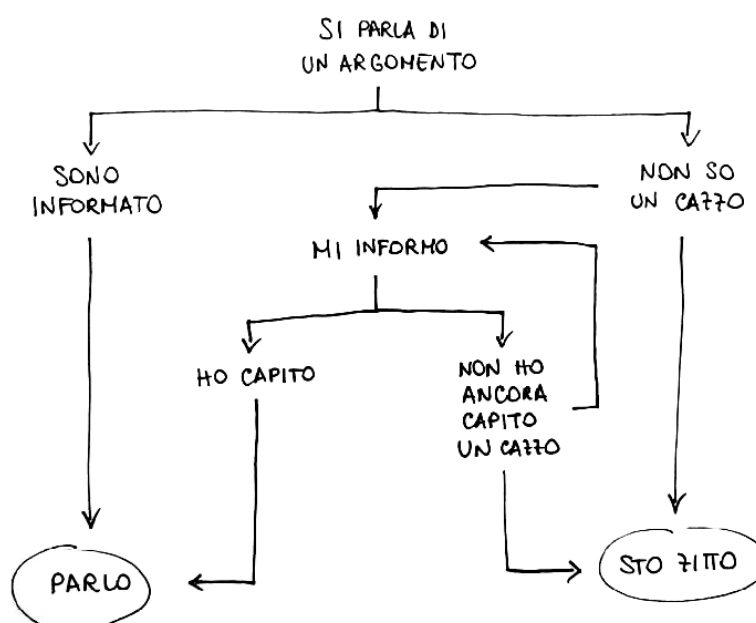 SI PARLA DI
UN ARGOMENTO
SONO
INFORMATO
NON SO
UN CAZZO
MI INFORMO
HO CAPITO
NON HO
ANCORA
CAPITO
UN CAZZO
PARLO
STO ZITTO